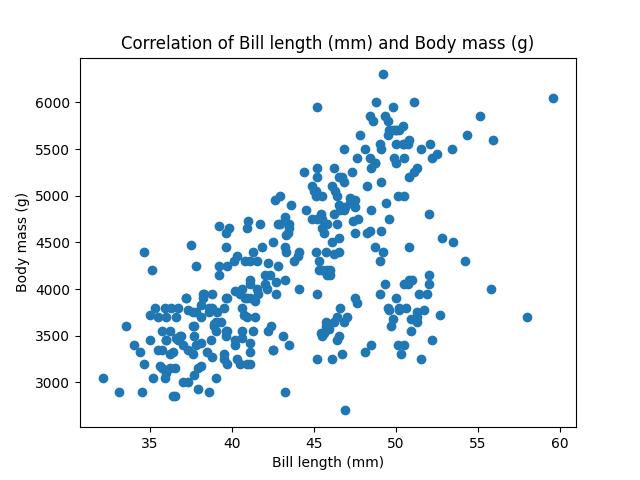 Correlation of Bill length (mm) and Body mass (g)
6000
5500
5000
4500
4000
3500
3000
Body mass (g)
35 40 45 50 55 60
Bill length (mm)